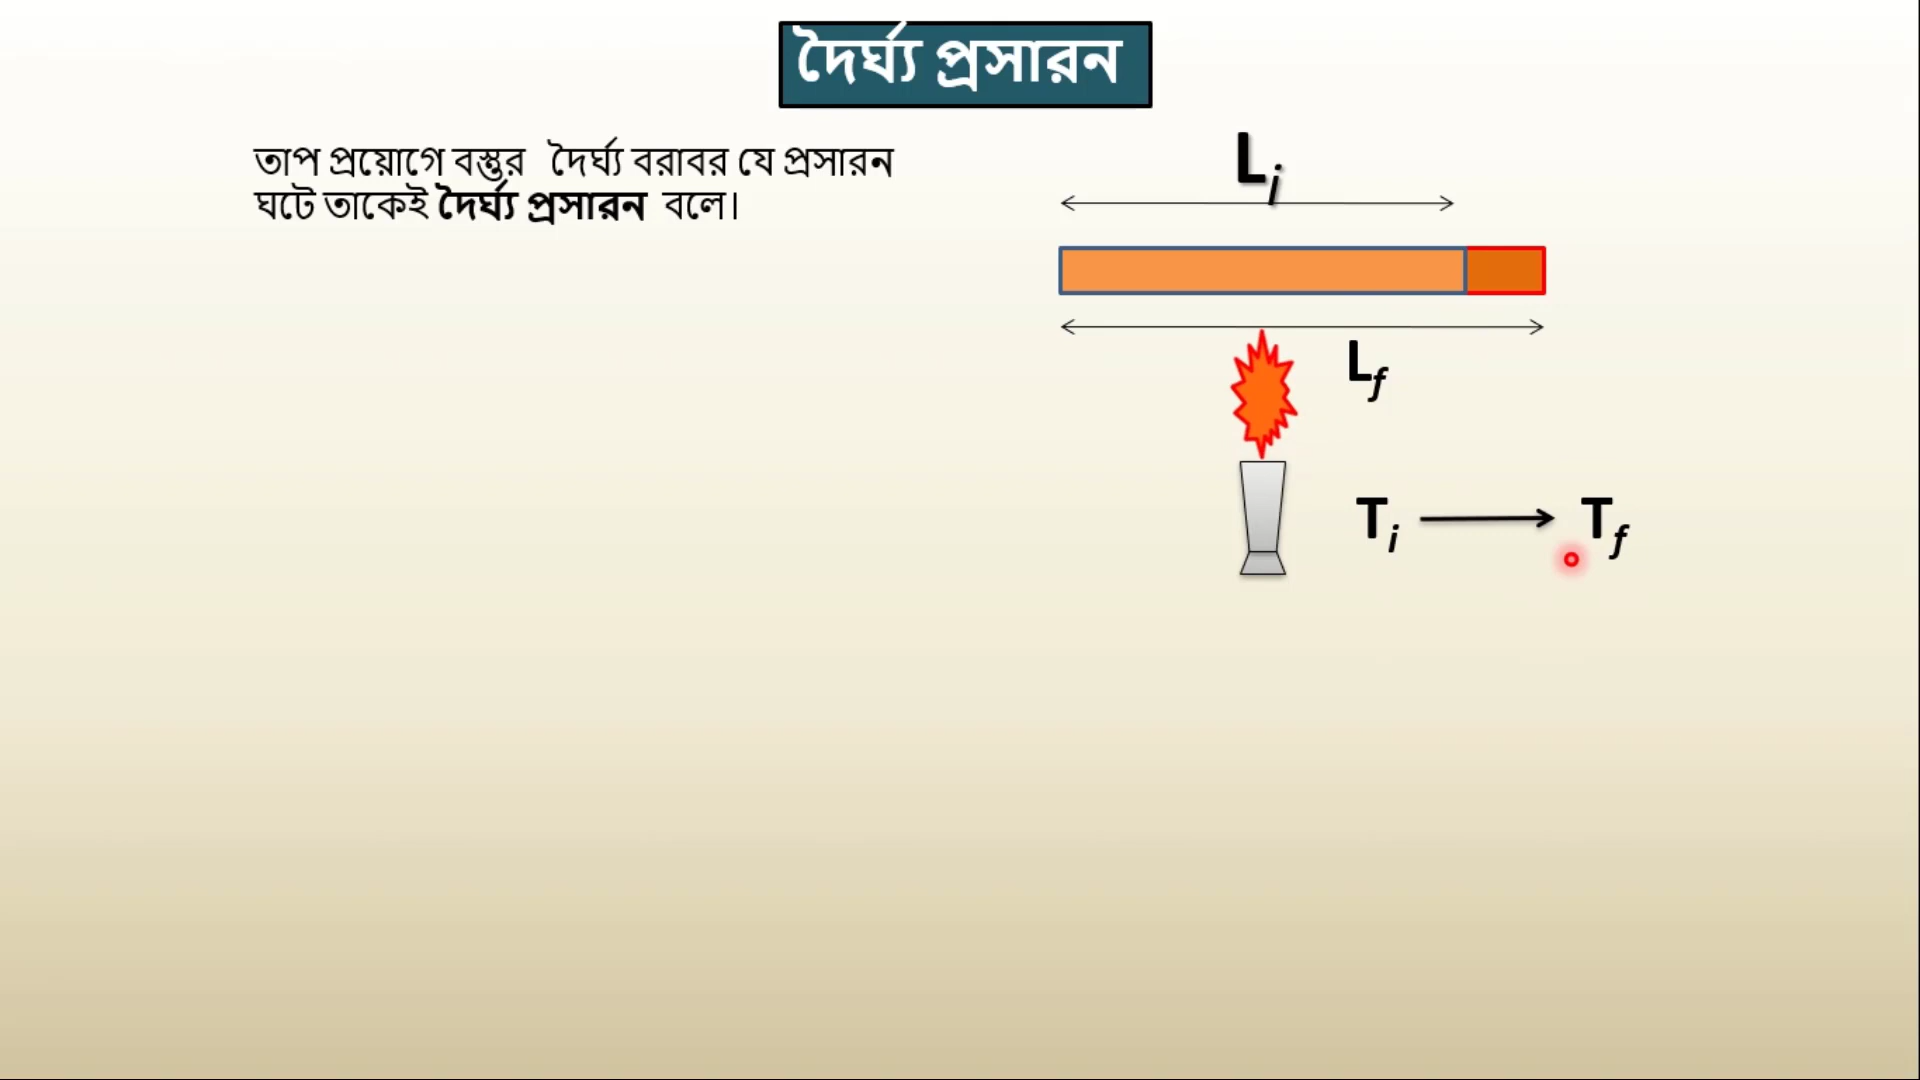 দৈর্ঘ্য প্রসারন
তাপ প্রয়োগে বস্তুর দৈর্ঘ্য বরাবর যে প্রসারন
ঘটে তাকেই দৈর্ঘ্য প্রসারন বলে।
Li
Lf
Ti Tf